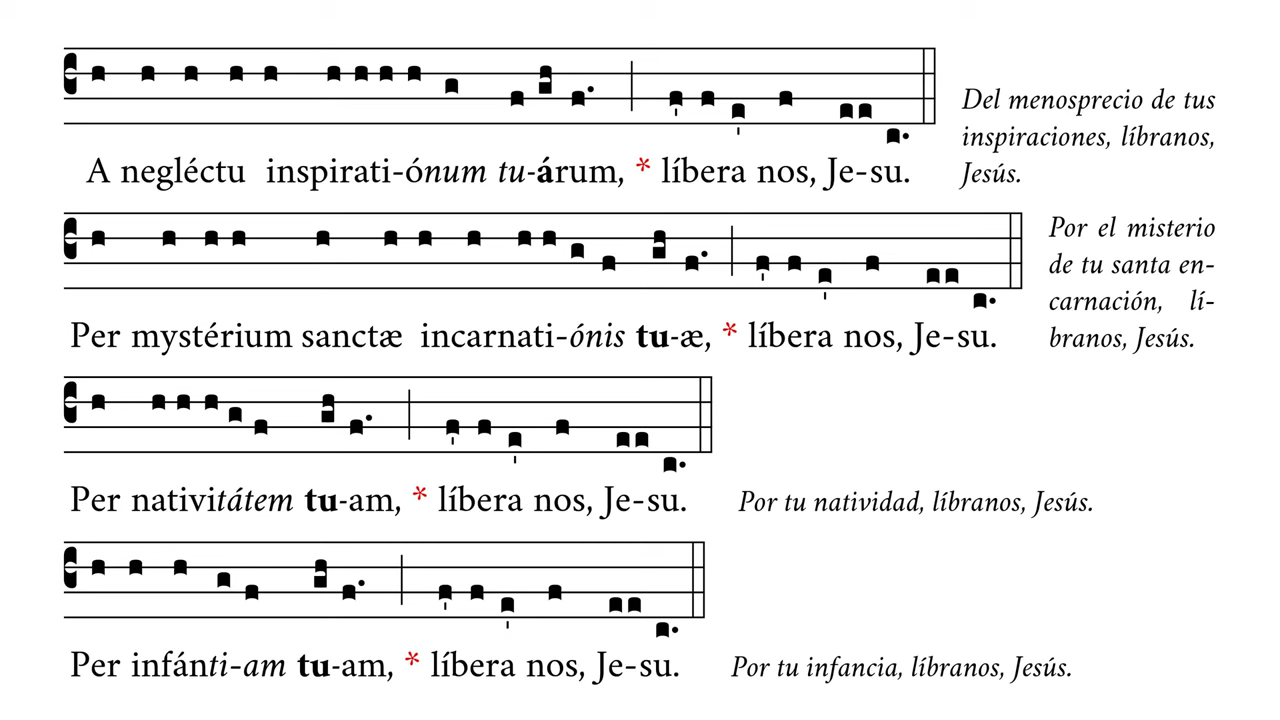 Del menosprecio de tus
inspiraciones, líbranos,
Jesús.
A negléctu inspirati-ónum tu-árum, * líbera nos, Je-su.
Por el misterio
de tu santa en-
carnación, lí-
branos, Jesús.
Per mystérium sanctæ incarnati-ónis tu-æ, * líbera nos, Je-su.
Per nativitátem tu-am, * líbera nos, Je-su. Por tu natividad, líbranos, Jesús.
Per infánti-am tu-am, * líbera nos, Je-su. Por tu infancia, líbranos, Jesús.